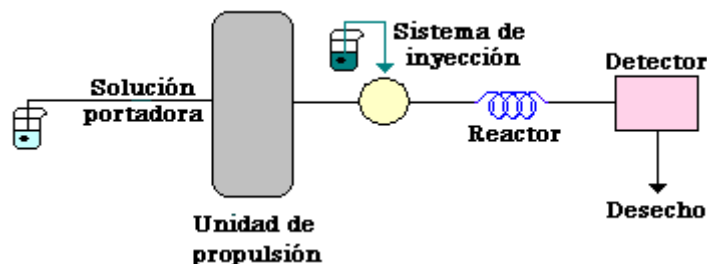 Sistema de
inyección
Detector
Solución
portadora
Reactor
Desecho
Unidad de
propulsión